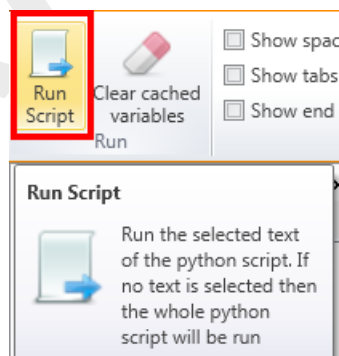 Run Script
Clear cached variables
Show spac
Show tabs
Show end
Run
Run Script
Run the selected text
of the python script. If
no text is selected then
the whole python
script will be run